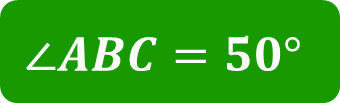 ∠ABC = 50°